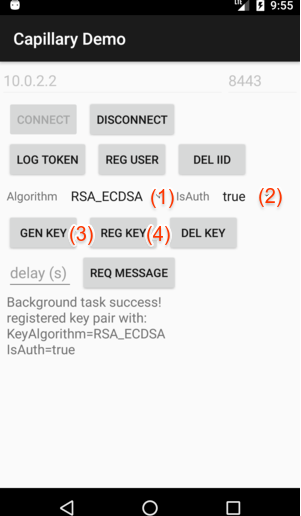 LTE 9:55
Capillary Demo
10.0.2.2 8443
CONNECT DISCONNECT
LOG TOKEN REG USER DEL IID
Algorithm RSA_ECDSA (1) IsAuth true (2)
GEN KEY (3) REG KEY (4) DEL KEY
delay (s) REQ MESSAGE
Background task success!
registered key pair with:
KeyAlgorithm=RSA_ECDSA
IsAuth=true